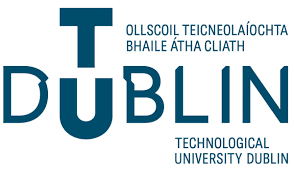 OLLSCOIL TEICNEOLAÍOCHTA
BHAILE ÁTHA CLIATH
TU
DUBLIN
TECHNOLOGICAL
UNIVERSITY DUBLIN